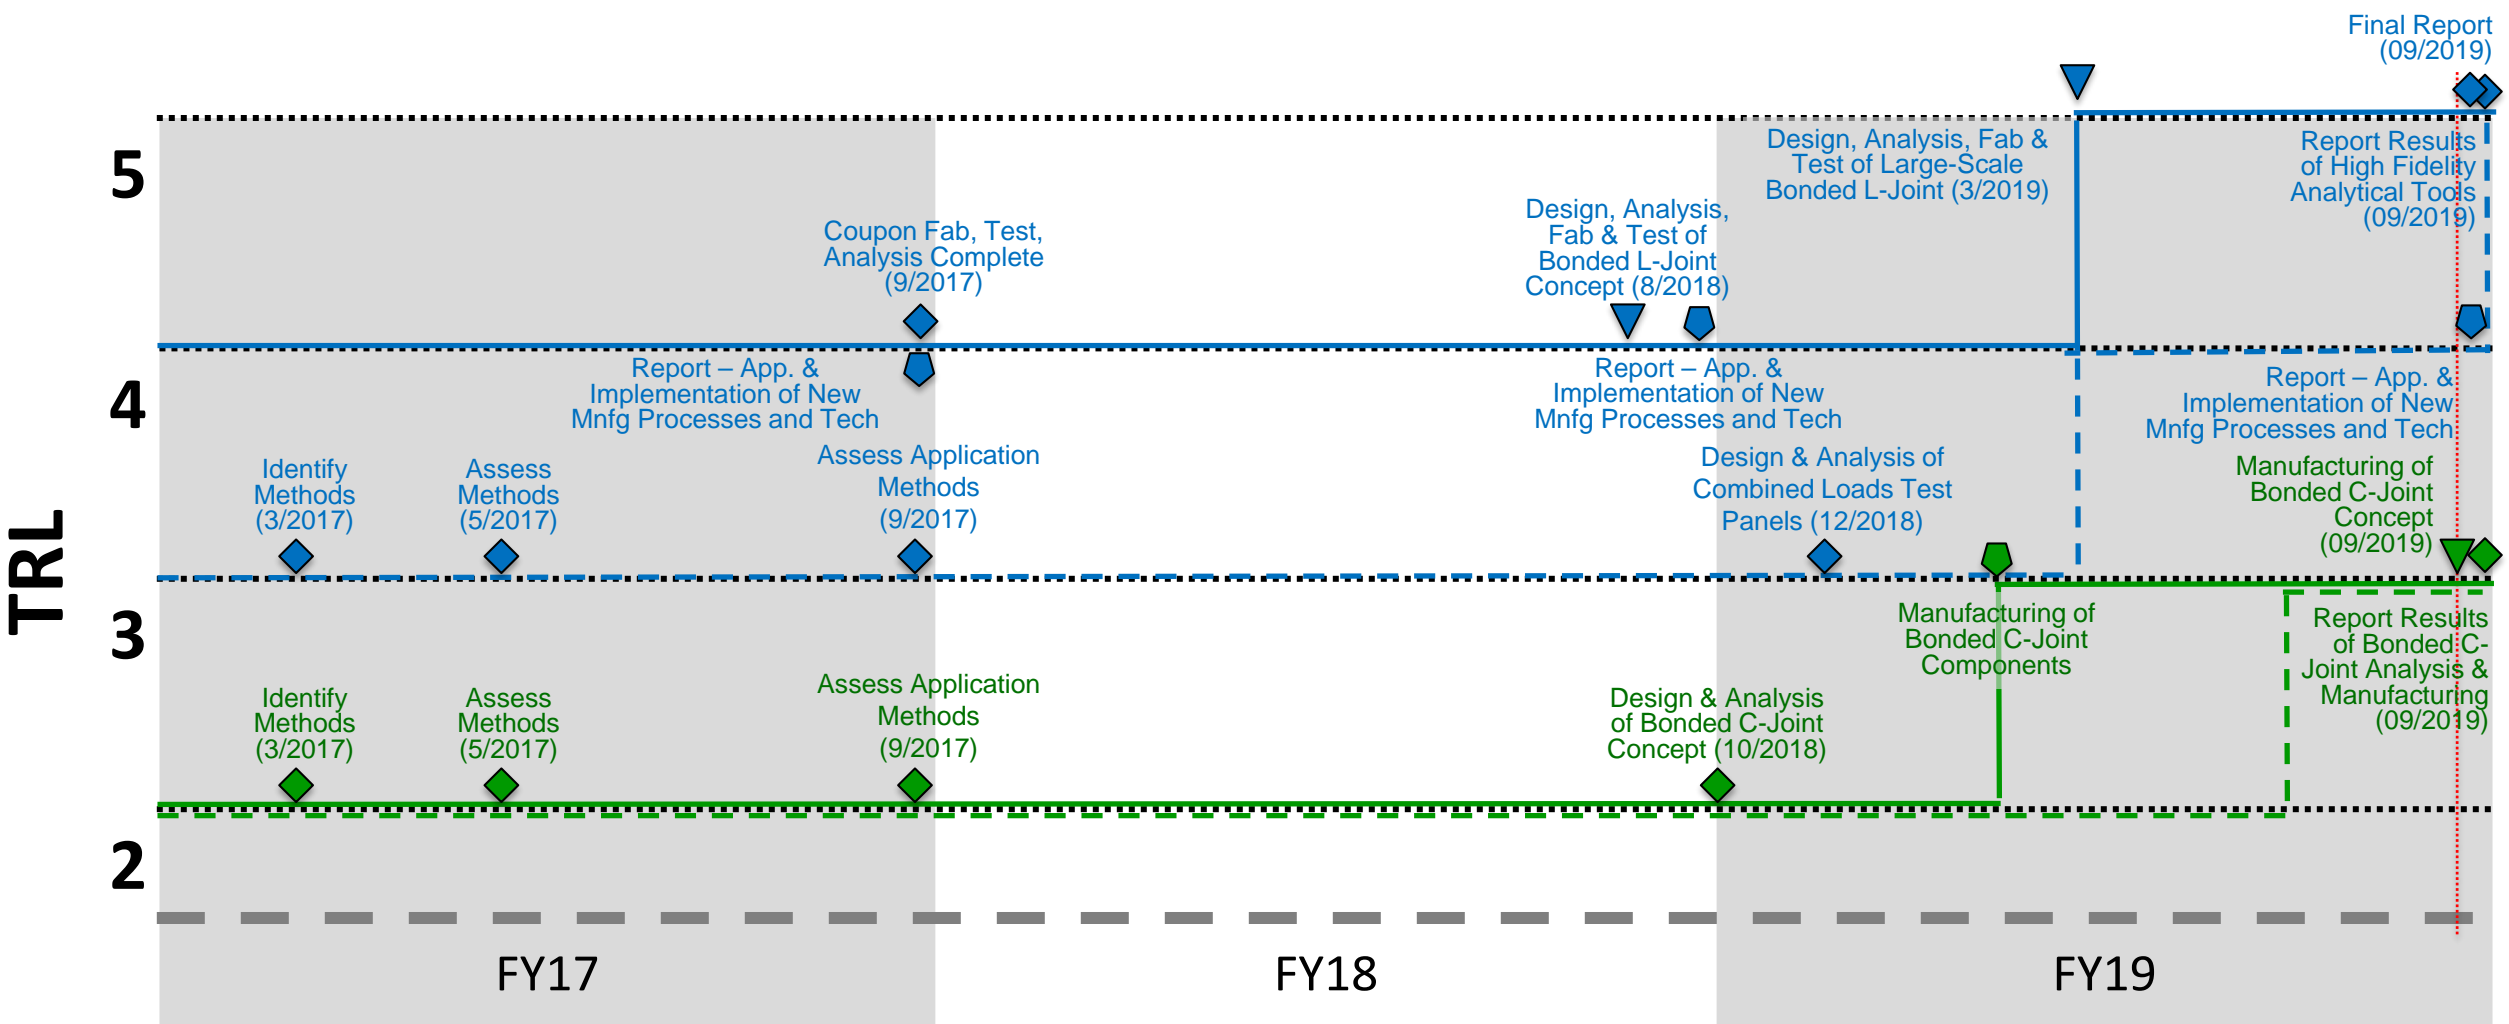 Final Report
(09/2019)
5
Design, Analysis, Fab &
Test of Large-Scale
Bonded L-Joint (3/2019)
Report Results
of High Fidelity
Analytical Tools
(09/2019)
Coupon Fab, Test,
Analysis Complete
(9/2017)
Design, Analysis,
Fab & Test of
Bonded L-Joint
Concept (8/2018)
4
Report – App. &
Implementation of New
Mnfg Processes and Tech
Report – App. &
Implementation of New
Mnfg Processes and Tech
Report – App. &
Implementation of New
Mnfg Processes and Tech
Identify
Methods
(3/2017)
Assess
Methods
(5/2017)
Assess Application
Methods
(9/2017)
Design & Analysis of
Combined Loads Test
Panels (12/2018)
Manufacturing of
Bonded C-Joint
Concept
(09/2019)
TRL
3
Manufacturing of
Bonded C-Joint
Components
Report Results
of Bonded C-
Joint Analysis &
Manufacturing
(09/2019)
Identify
Methods
(3/2017)
Assess
Methods
(5/2017)
Assess Application
Methods
(9/2017)
Design & Analysis
of Bonded C-Joint
Concept (10/2018)
2
FY17
FY18
FY19